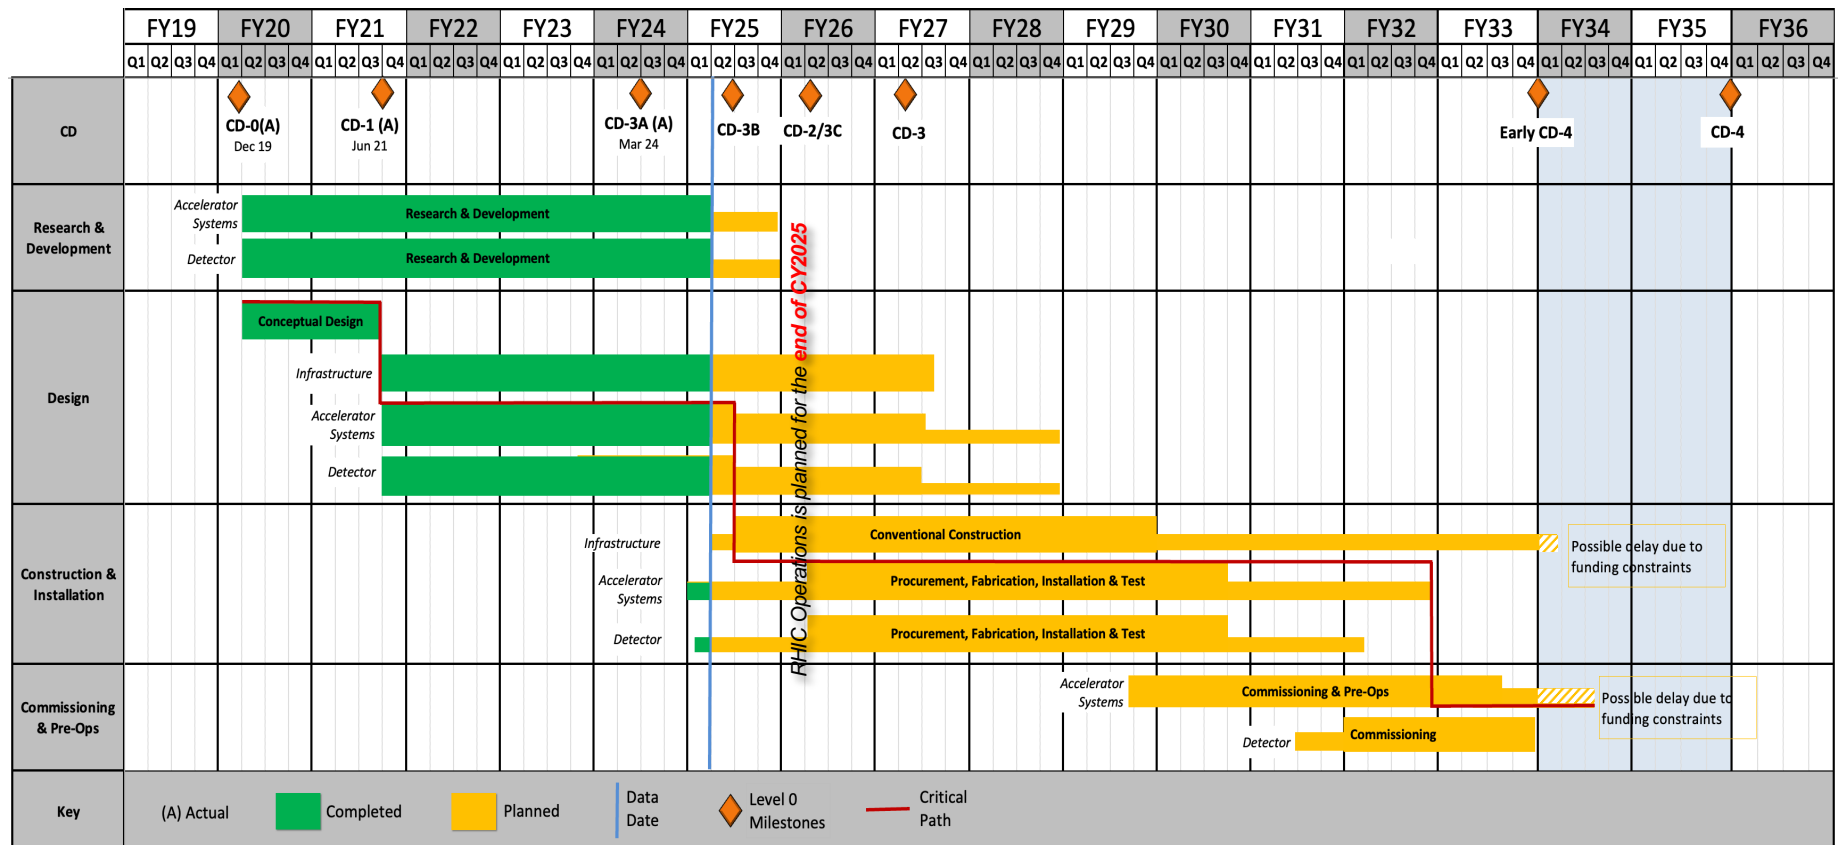 FY19 FY20 FY21 FY22 FY23 FY24 FY25 FY26 FY27 FY28 FY29 FY30 FY31 FY32 FY33 FY34 FY35 FY36
Q1 Q2 Q3 Q4 Q1 Q2 Q3 Q4 Q1 Q2 Q3 Q4 Q1 Q2 Q3 Q4 Q1 Q2 Q3 Q4 Q1 Q2 Q3 Q4 Q1 Q2 Q3 Q4 Q1 Q2 Q3 Q4 Q1 Q2 Q3 Q4 Q1 Q2 Q3 Q4 Q1 Q2 Q3 Q4 Q1 Q2 Q3 Q4 Q1 Q2 Q3 Q4 Q1 Q2 Q3 Q4 Q1 Q2 Q3 Q4 Q1 Q2 Q3 Q4 Q1 Q2 Q3 Q4 Q1 Q2 Q3 Q4
CD
CD-0(A)
Dec 19
CD-1 (A)
Jun 21
CD-3A (A)
Mar 24
CD-3B
CD-2/3C
CD-3
Early CD-4
CD-4
Research &
Development
Accelerator
Systems
Research & Development
Detector
Research & Development
RHIC Operations is planned for the end of CY2025
Design
Conceptual Design
Infrastructure
Accelerator
Systems
Detector
Construction &
Installation
Infrastructure
Conventional Construction
Possible delay due to
funding constraints
Accelerator
Systems
Procurement, Fabrication, Installation & Test
Detector
Procurement, Fabrication, Installation & Test
Commissioning
& Pre-Ops
Accelerator
Systems
Commissioning & Pre-Ops
Possible delay due to
funding constraints
Detector
Commissioning
Key
(A) Actual
Completed
Planned
Data
Date
Level 0
Milestones
Critical
Path